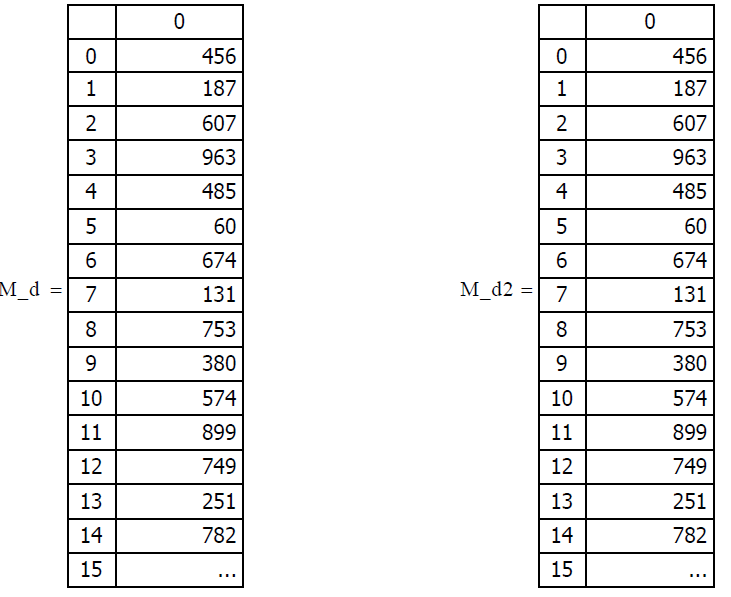 0 0
0 456 0 456
1 187 1 187
2 607 2 607
3 963 3 963
4 485 4 485
5 60 5 60
6 674 6 674
M_d = 7 131 M_d2 = 7 131
8 753 8 753
9 380 9 380
10 574 10 574
11 899 11 899
12 749 12 749
13 251 13 251
14 782 14 782
15 ... 15 ...